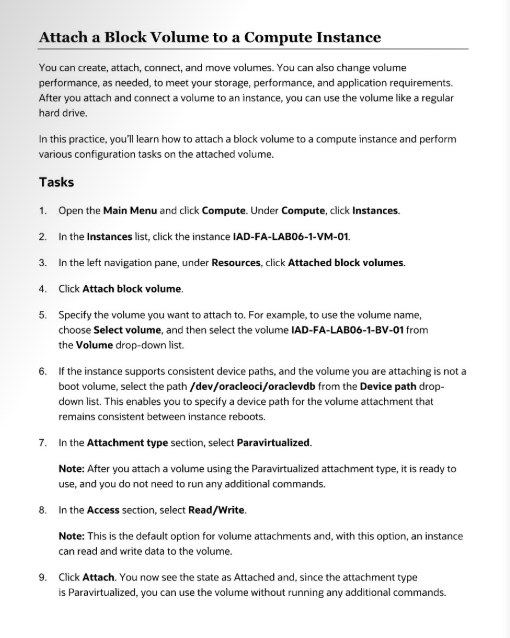 Attach a Block Volume to a Compute Instance
You can create, attach, connect, and move volumes. You can also change volume
performance, as needed, to meet your storage, performance, and application requirements.
After you attach and connect a volume to an instance, you can use the volume like a regular
hard drive.
In this practice, you'll learn how to attach a block volume to a compute instance and perform
various configuration tasks on the attached volume.
Tasks
1. Open the Main Menu and click Compute. Under Compute, click Instances.
2. In the Instances list, click the instance IAD-FA-LAB06-1-VM-01.
3. In the left navigation pane, under Resources, click Attached block volumes.
4. Click Attach block volume.
5. Specify the volume you want to attach to. For example, to use the volume name,
choose Select volume, and then select the volume IAD-FA-LAB06-1-BV-01 from
the Volume drop-down list.
6. If the instance supports consistent device paths, and the volume you are attaching is not a
boot volume, select the path /dev/oracleoci/oraclevdb from the Device path drop-
down list. This enables you to specify a device path for the volume attachment that
remains consistent between instance reboots.
7. In the Attachment type section, select Paravirtualized.
Note: After you attach a volume using the Paravirtualized attachment type, it is ready to
use, and you do not need to run any additional commands.
8. In the Access section, select Read/Write.
Note: This is the default option for volume attachments and, with this option, an instance
can read and write data to the volume.
9. Click Attach. You now see the state as Attached and, since the attachment type
is Paravirtualized, you can use the volume without running any additional commands.